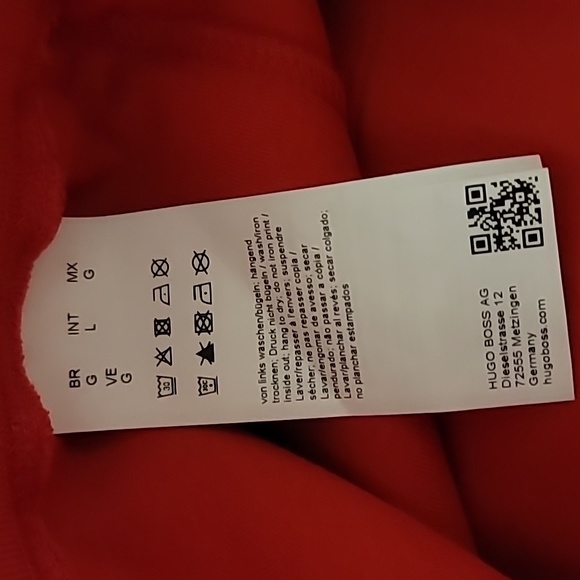 BR INT MX
G L G
VE
G
30
30°C
von links waschen/bügeln; hängend
trocknen; Druck nicht bügeln / wash/iron
inside out; hang to dry; do not iron print /
Laver/repasser à l'envers; suspendre
sécher; ne pas repasser copia /
Lavar/engomar de avesso; secar
pendurado; não passar a cópia /
Lavar/planchar al revés; secar colgado;
no planchar estampados
HUGO BOSS AG
Dieselstrasse 12
72555 Metzingen
Germany
hugoboss.com